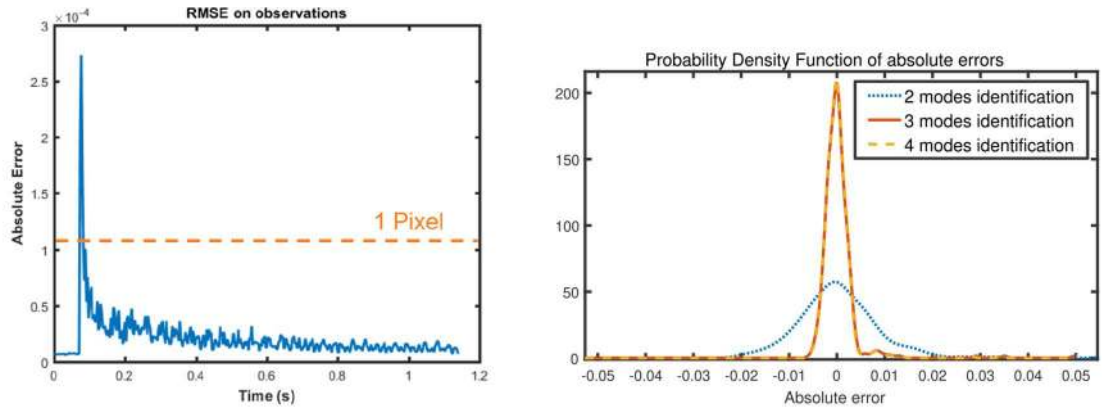 RMSE on observations
×10-4
3
2.5
2
1.5
1
0.5
0
Absolute Error
1 Pixel
0 0.2 0.4 0.6 0.8 1 1.2
Time (s)
Probability Density Function of absolute errors
200
150
100
50
0
2 modes identification
3 modes identification
4 modes identification
-0.05 -0.04 -0.03 -0.02 -0.01 0 0.01 0.02 0.03 0.04 0.05
Absolute error